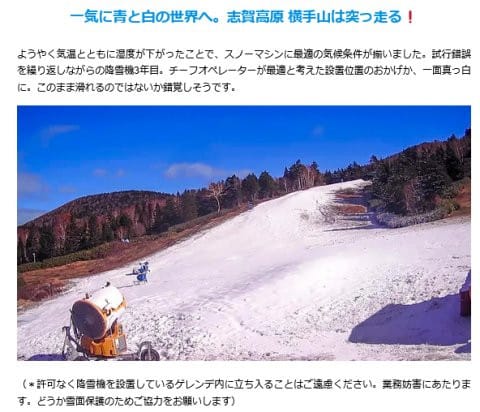 一気に青と白の世界へ。志賀高原 横手山は突っ走る❗
ようやく気温とともに湿度が下がったことで、スノーマシンに最適の気候条件が揃いました。試行錯誤
を繰り返しながらの降雪機3年目。チーフオペレーターが最適と考えた設置位置のおかげか、一面真っ白
に。このまま滑れるのではないか錯覚しそうです。
（＊許可なく降雪機を設置しているゲレンデ内に立ち入ることはご遠慮ください。業務妨害にあたりま
す。どうか雪面保護のためご協力をお願いします）